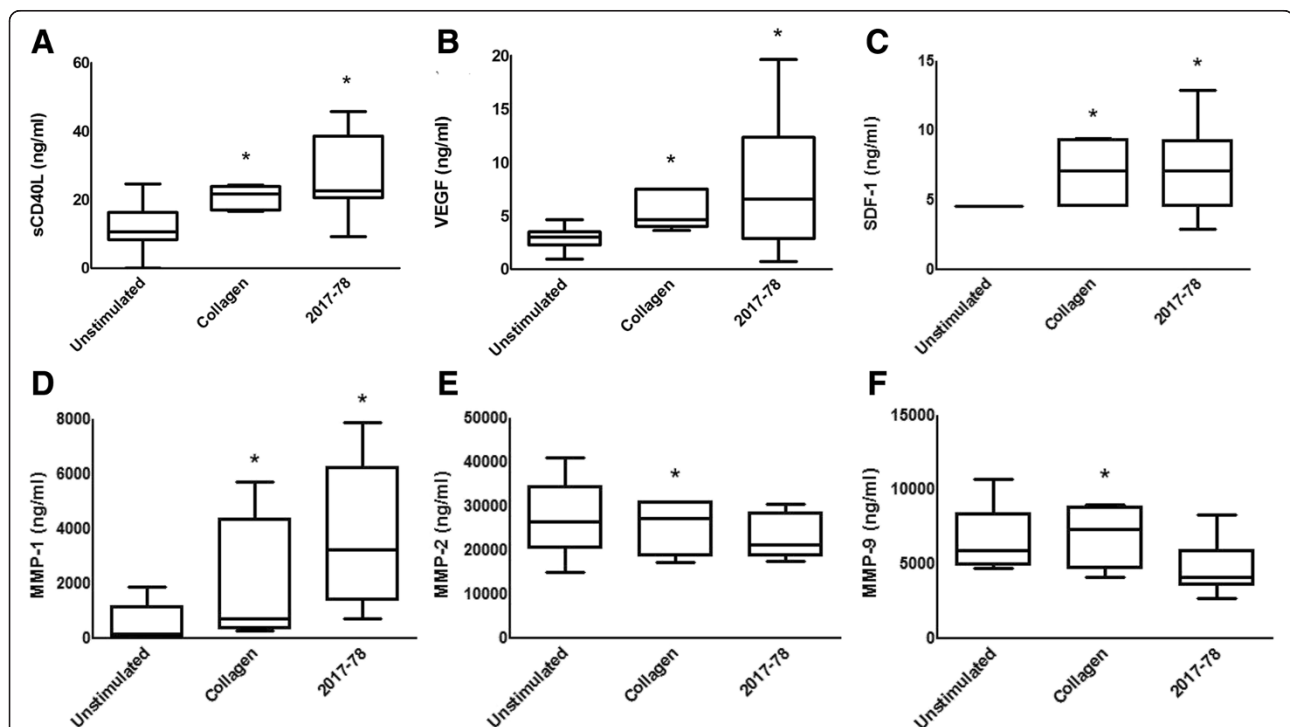 A
sCD40L (ng/ml)
60
40
20
0
*
*
Unstimulated
Collagen
2017-78
B
VEGF (ng/ml)
20
15
10
5
0
*
*
Unstimulated
Collagen
2017-78
C
SDF-1 (ng/ml)
15
10
5
0
*
*
Unstimulated
Collagen
2017-78
D
MMP-1 (ng/ml)
8000
6000
4000
2000
0
*
*
Unstimulated
Collagen
2017-78
E
MMP-2 (ng/ml)
50000
40000
30000
20000
10000
0
*
Unstimulated
Collagen
2017-78
F
MMP-9 (ng/ml)
15000
10000
5000
0
*
Unstimulated
Collagen
2017-78